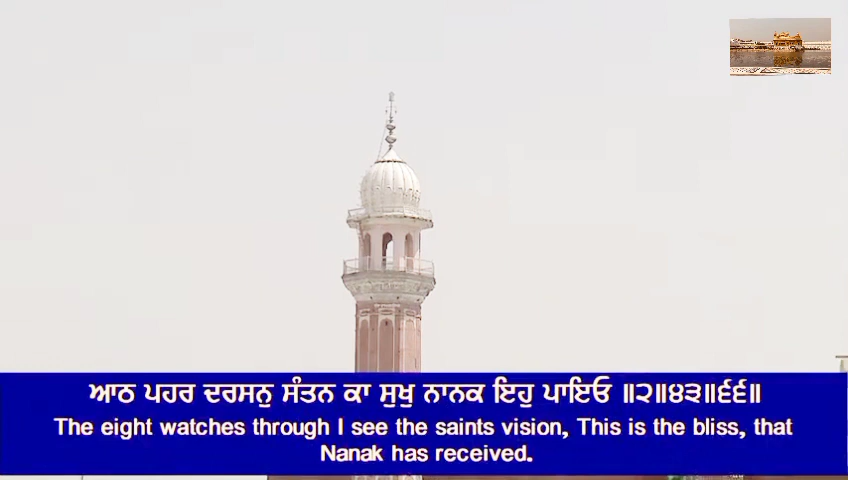 ਆਠ ਪਹਰ ਦਰਸਨੁ ਸੰਤਨ ਕਾ ਸੁਖੁ ਨਾਨਕ ਇਹੁ ਪਾਇਓ ॥੨॥੪੩॥੬੬॥
The eight watches through I see the saints vision, This is the bliss, that
Nanak has received.